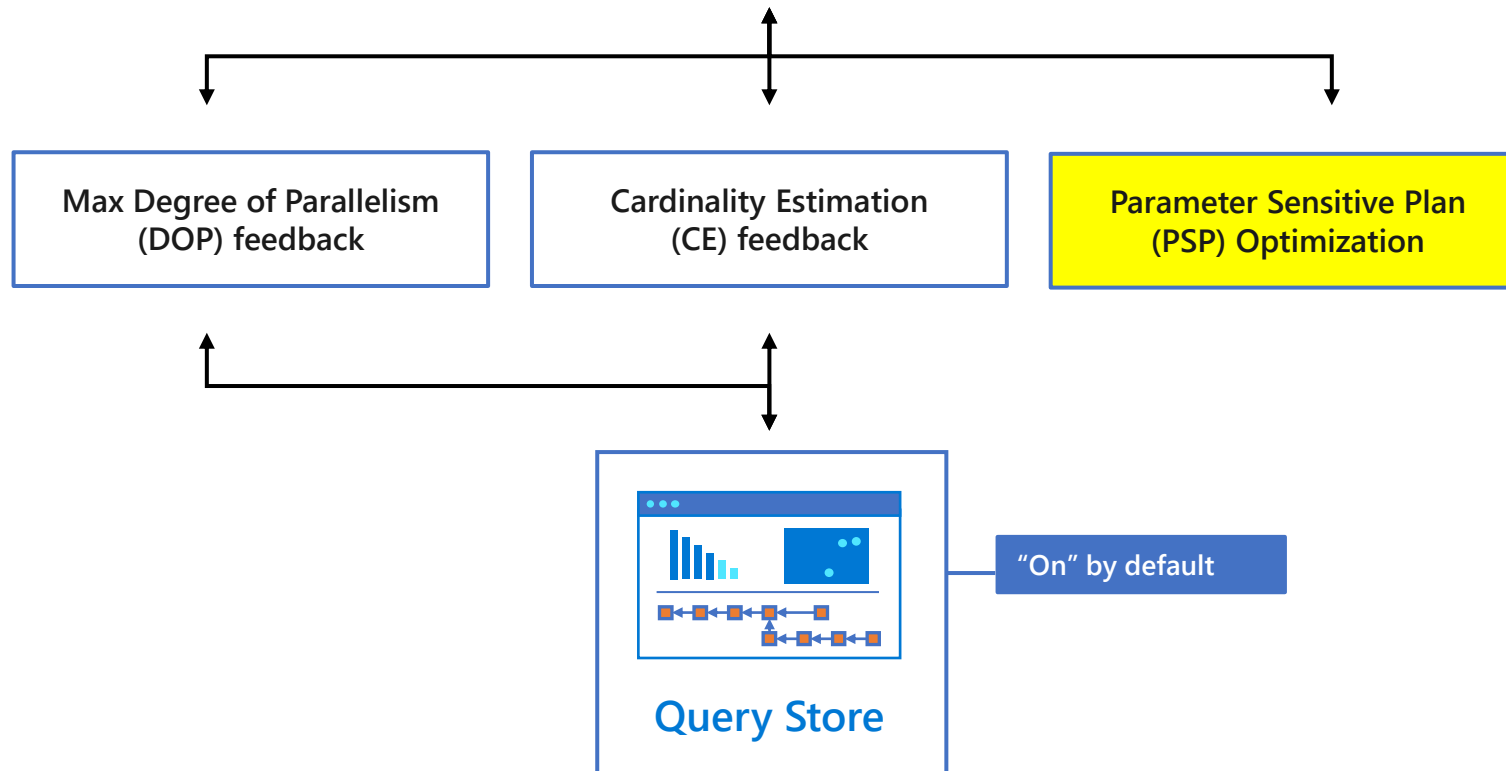 Max Degree of Parallelism
(DOP) feedback
Cardinality Estimation
(CE) feedback
Parameter Sensitive Plan
(PSP) Optimization
“On” by default
Query Store